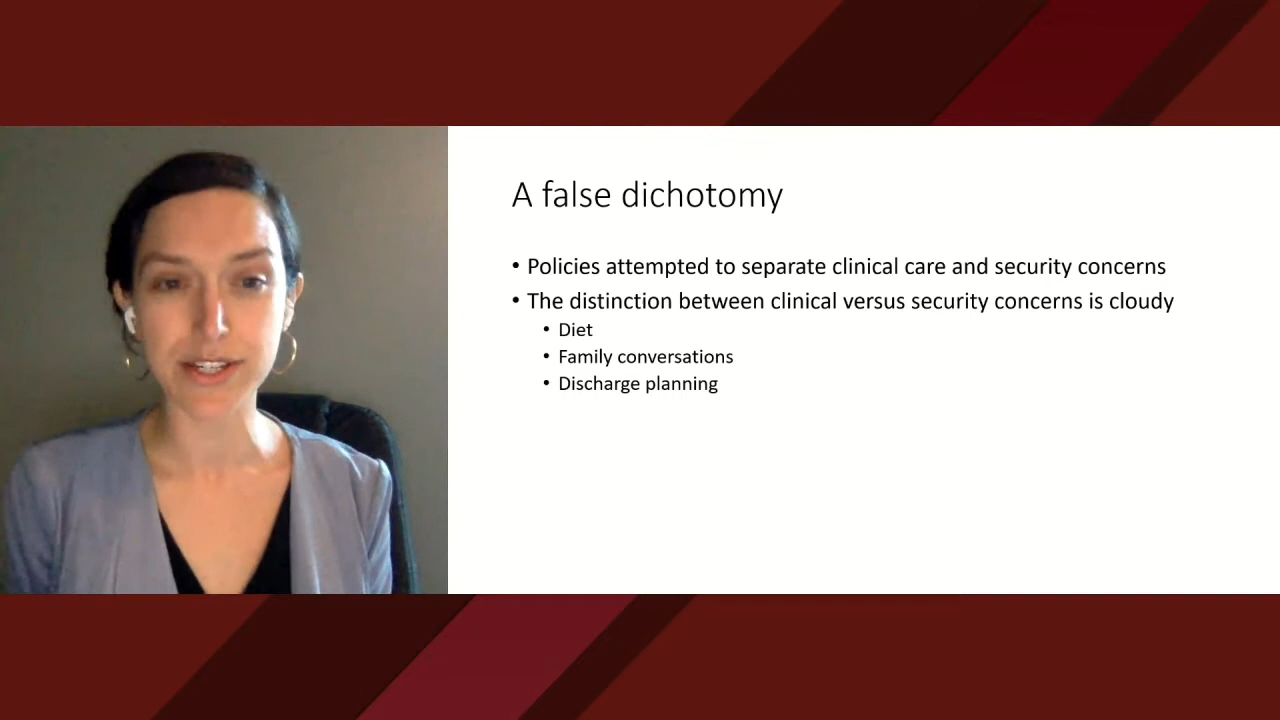 A false dichotomy
• Policies attempted to separate clinical care and security concerns
• The distinction between clinical versus security concerns is cloudy
• Diet
• Family conversations
• Discharge planning